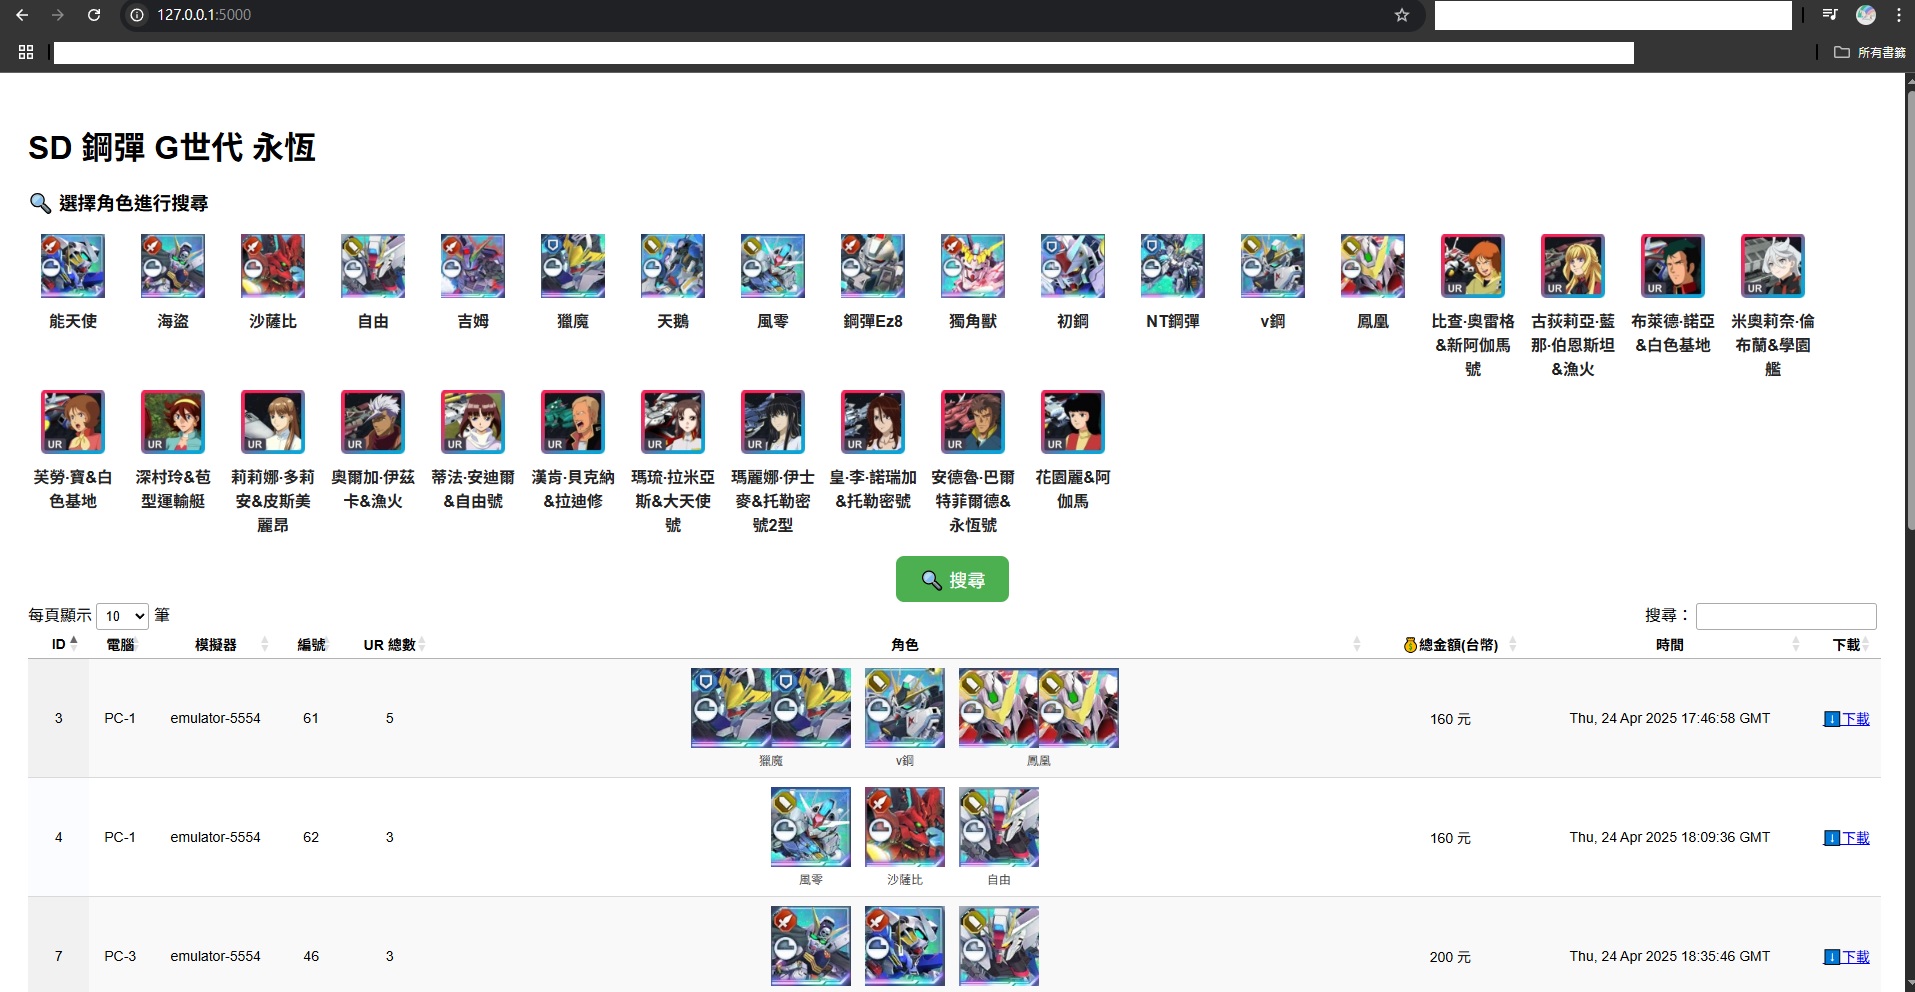 127.0.0.1:5000
所有書籤
SD 鋼彈 G世代 永恆
選擇角色進行搜尋
能天使 海盜 沙薩比 自由 吉姆 獵魔 天鵝 風零 鋼彈Ez8 獨角獸 初鋼 NT鋼彈 v鋼 鳳凰
UR UR UR UR
比查·奧雷格
&新阿伽馬
號
古荻莉亞·藍
那·伯恩斯坦
&漁火
布萊德·諾亞
&白色基地
米奧莉奈·倫
布蘭&學園
艦
UR UR UR UR UR UR UR UR UR UR UR
芙勞·寶&白
色基地
深村玲&苞
型運輸艇
莉莉娜·多莉
安&皮斯美
麗昂
奧爾加·伊茲
卡&漁火
蒂法·安迪爾
&自由號
漢肯·貝克納
&拉迪修
瑪琉·拉米亞
斯&大天使
號
瑪麗娜·伊士
麥&托勒密
號2型
皇·李·諾瑞加
&托勒密號
安德魯·巴爾
特菲爾德&
永恆號
花園麗&阿
伽馬
搜尋
每頁顯示 10 筆
搜尋：
ID 電腦 模擬器 編號 UR 總數 角色 總金額(台幣) 時間 下載
3 PC-1 emulator-5554 61 5 獵魔 v鋼 鳳凰 160 元 Thu, 24 Apr 2025 17:46:58 GMT 下載
4 PC-1 emulator-5554 62 3 風零 沙薩比 自由 160 元 Thu, 24 Apr 2025 18:09:36 GMT 下載
7 PC-3 emulator-5554 46 3 200 元 Thu, 24 Apr 2025 18:35:46 GMT 下載